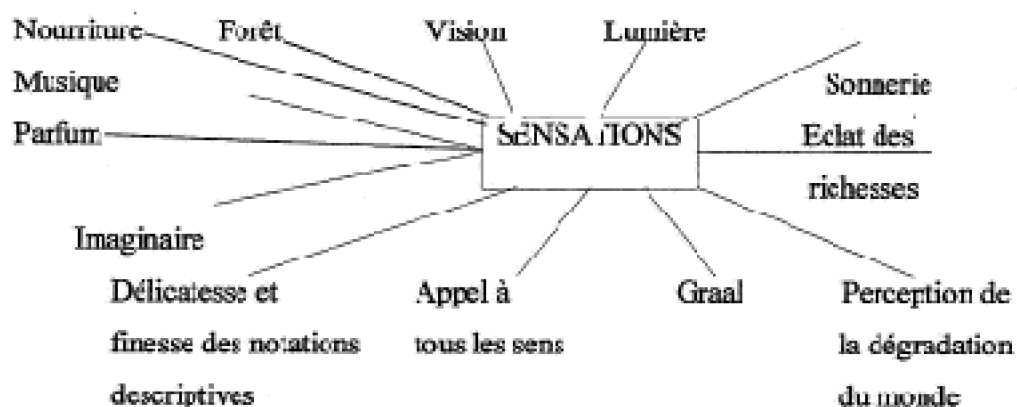 Nourriture Forêt Vision Lumière
Musique Sonnerie
Parfum SENSATIONS Eclat des
richesses
Imaginaire
Délicatesse et Appel à Graal Perception de
finesse des notations tous les sens la dégradation
descriptives du monde